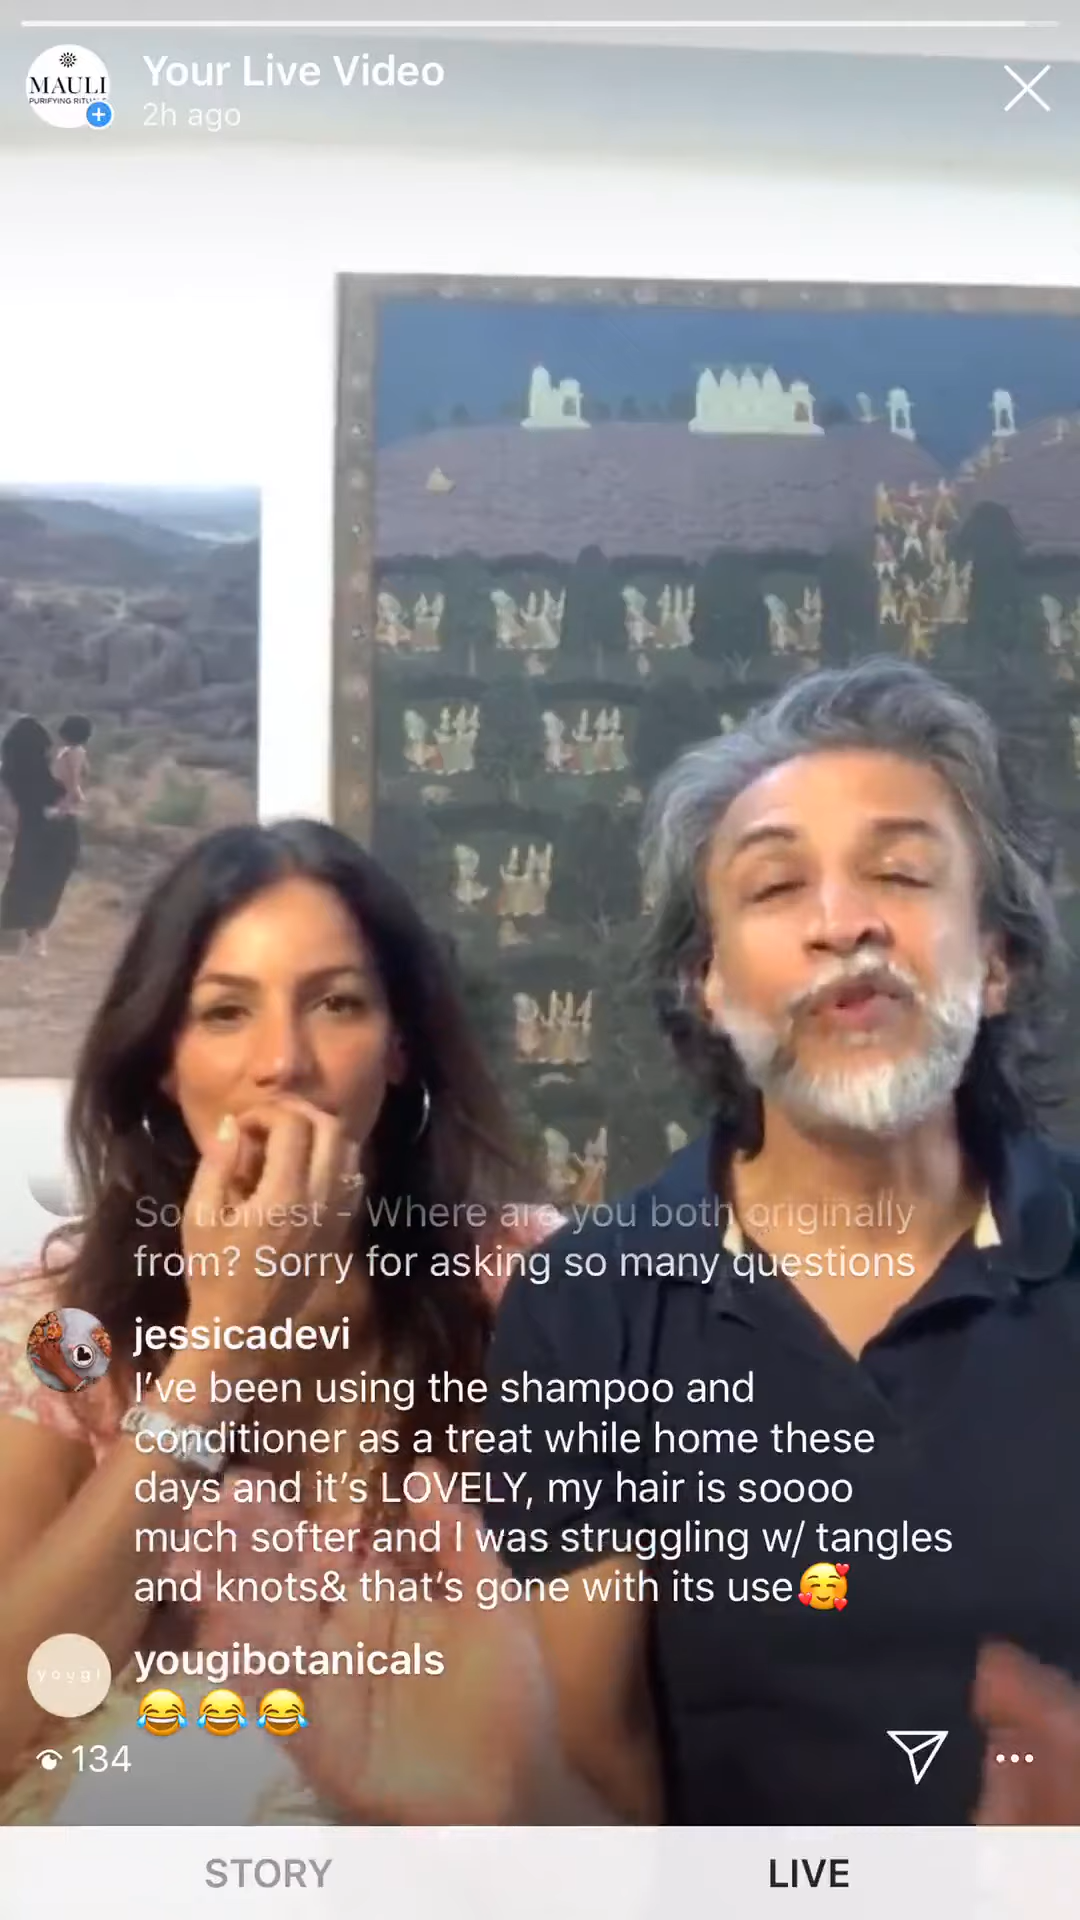 MAULI
Your Live Video
2h ago
- Where are you both originally
from? Sorry for asking so many questions
jessicadevi
I've been using the shampoo and
conditioner as a treat while home these
days and it's LOVELY, my hair is soooo
much softer and I was struggling w/ tangles
and knots& that's gone with its use🥰
yougi
yougibotanicals
😂😂😂
134
STORY
LIVE